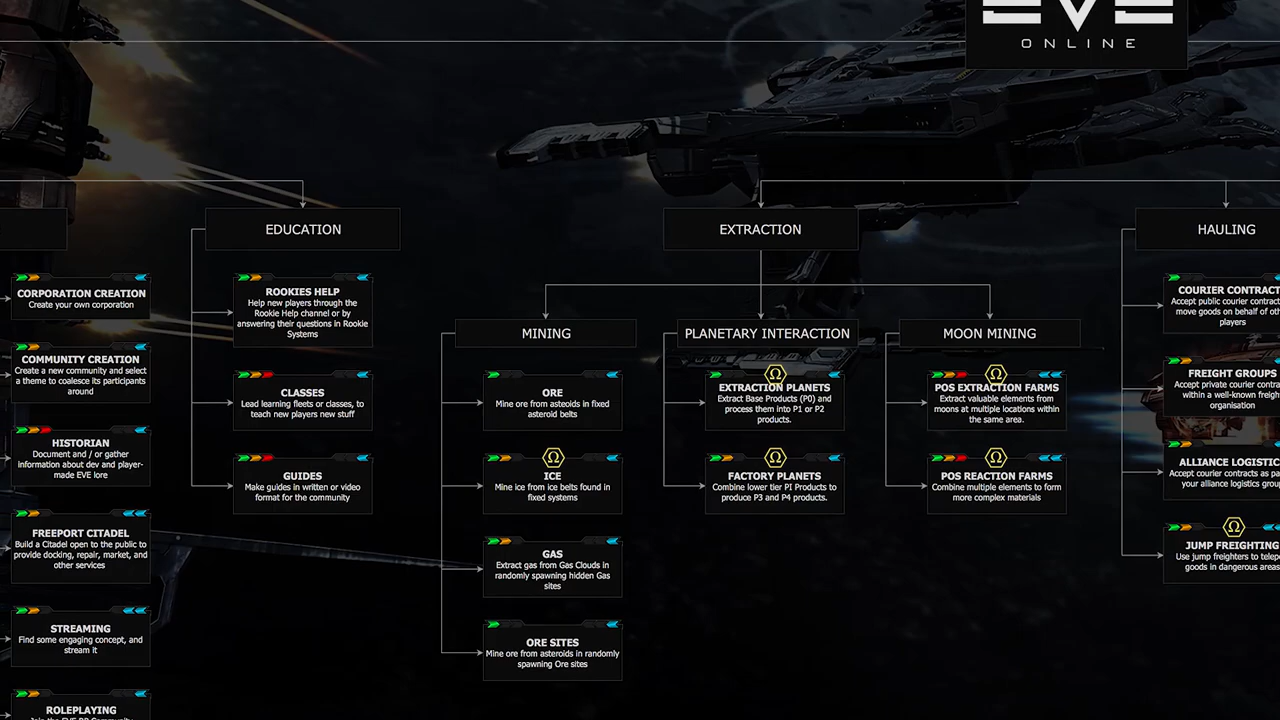 EVE
ONLINE
EDUCATION
EXTRACTION
HAULING
CORPORATION CREATION
Create your own corporation
COMMUNITY CREATION
Create a new community and select
a theme to coalesce its participants
around
HISTORIAN
Document and / or gather
information about dev and player-
made EVE lore
FREEPORT CITADEL
Build a Citadel open to the public to
provide docking, repair, market, and
other services
STREAMING
Find some engaging concept, and
stream it
ROLEPLAYING
ROOKIES HELP
Help new players through the
Rookie Help channel or by
answering their questions in Rookie
Systems
CLASSES
Lead learning fleets or classes, to
teach new players new stuff
GUIDES
Make guides in written or video
format for the community
MINING
ORE
Mine ore from asteoids in fixed
asteroid belts
Ω
ICE
Mine ice from ice belts found in
fixed systems
GAS
Extract gas from Gas Clouds in
randomly spawning hidden Gas
sites
ORE SITES
Mine ore from asteroids in randomly
spawning Ore sites
PLANETARY INTERACTION
Ω
EXTRACTION PLANETS
Extract Base Products (P0) and
process them into P1 or P2
products.
Ω
FACTORY PLANETS
Combine lower tier PI Products to
produce P3 and P4 products.
MOON MINING
Ω
POS EXTRACTION FARMS
Extract valuable elements from
moons at multiple locations within
the same area.
Ω
POS REACTION FARMS
Combine multiple elements to form
more complex materials
COURIER CONTRACT
Accept public courier
move goods on behalf of
players
FREIGHT GROUPS
Accept private courier
within a well-known
organisation
ALLIANCE
Accept courier contracts as
your alliance logistics
Ω
JUMP FREIGHTING
Use jump freighters to
goods in dangerous